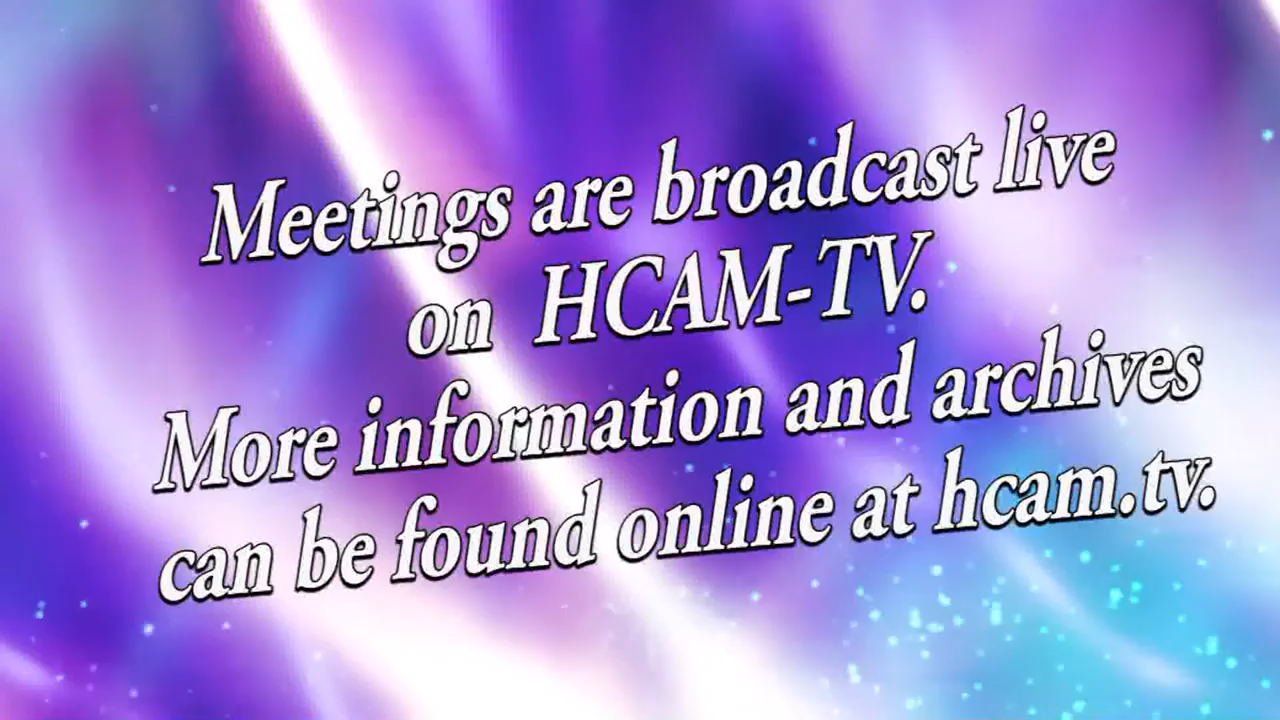 Meetings are broadcast live
on HCAM-TV.
More information and archives
can be found online at hcam.tv.